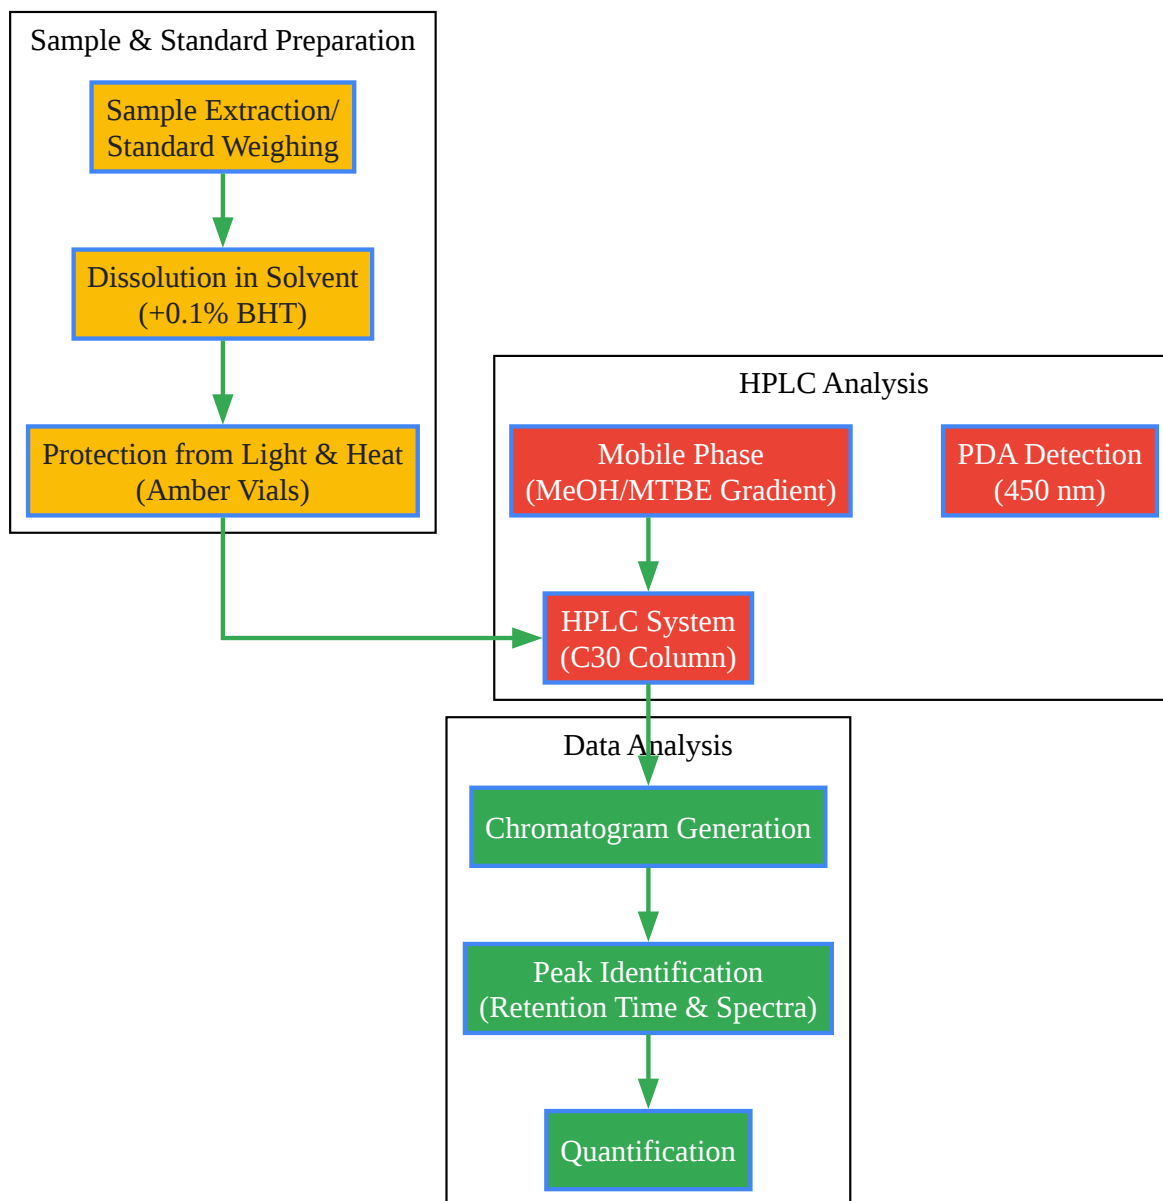 Sample & Standard Preparation
Sample Extraction/
Standard Weighing
Dissolution in Solvent
(+0.1% BHT)
Protection from Light & Heat
(Amber Vials)
HPLC Analysis
Mobile Phase
(MeOH/MTBE Gradient)
PDA Detection
(450 nm)
HPLC System
(C30 Column)
Data Analysis
Chromatogram Generation
Peak Identification
(Retention Time & Spectra)
Quantification